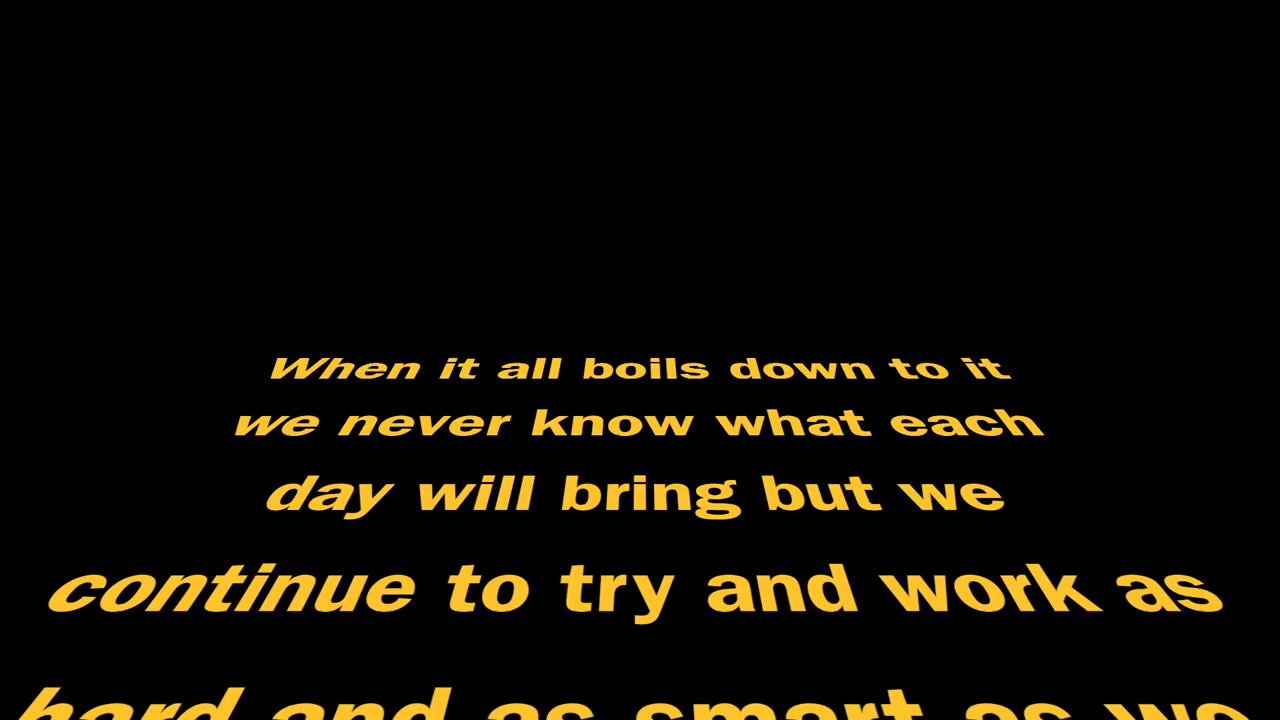 When it all boils down to it
we never know what each
day will bring but we
continue to try and work as
hard and as smart as we